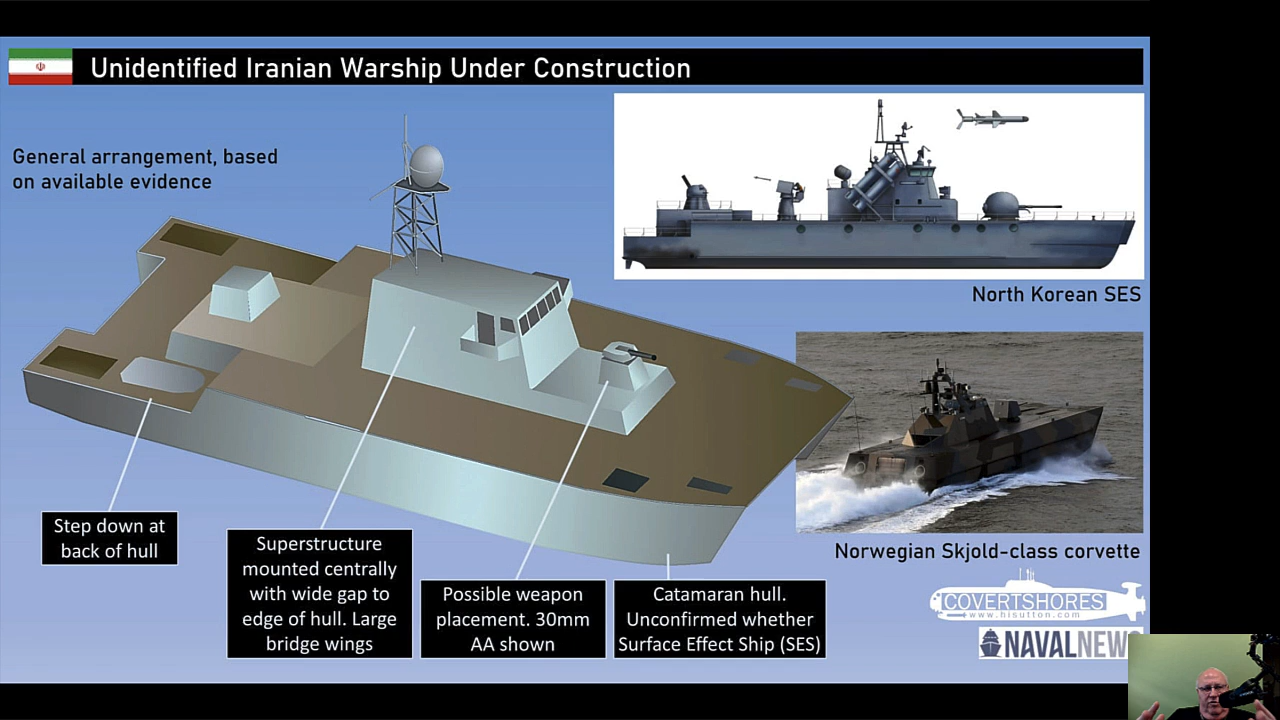 Unidentified Iranian Warship Under Construction
General arrangement, based
on available evidence
North Korean SES
Norwegian Skjold-class corvette
Step down at
back of hull
Superstructure
mounted centrally
with wide gap to
edge of hull. Large
bridge wings
Possible weapon
placement. 30mm
AA shown
Catamaran hull.
Unconfirmed whether
Surface Effect Ship (SES)
COVERTSHORES
www.hisutton.com
NAVALNEW